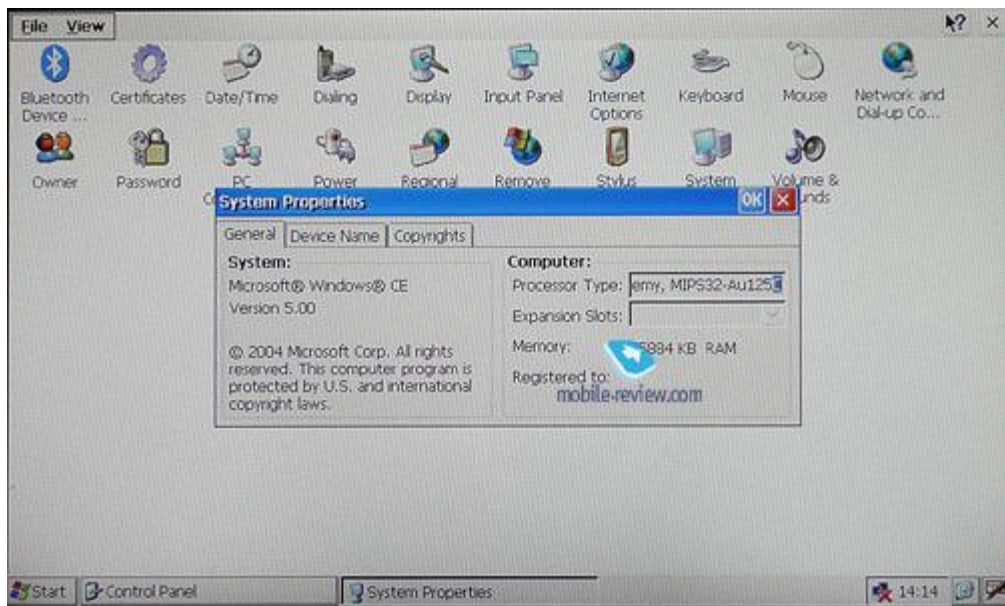 File View
Bluetooth Device ...
Certificates
Date/Time
Dialing
Display
Input Panel
Internet Options
Keyboard
Mouse
Network and Dial-up Co...
Owner
Password
PC
Power
Regional
Remove
Stylus
System
Volume &
System Properties
OK
General Device Name Copyrights
System:
Microsoft® Windows® CE
Version 5.00
© 2004 Microsoft Corp. All rights
reserved. This computer program is
protected by U.S. and international
copyright laws.
Computer:
Processor Type: emy, MIPS32-Au125
Expansion Slots:
Memory: 5884 KB RAM
Registered to:
mobile-review.com
Start
Control Panel
System Properties
14:14